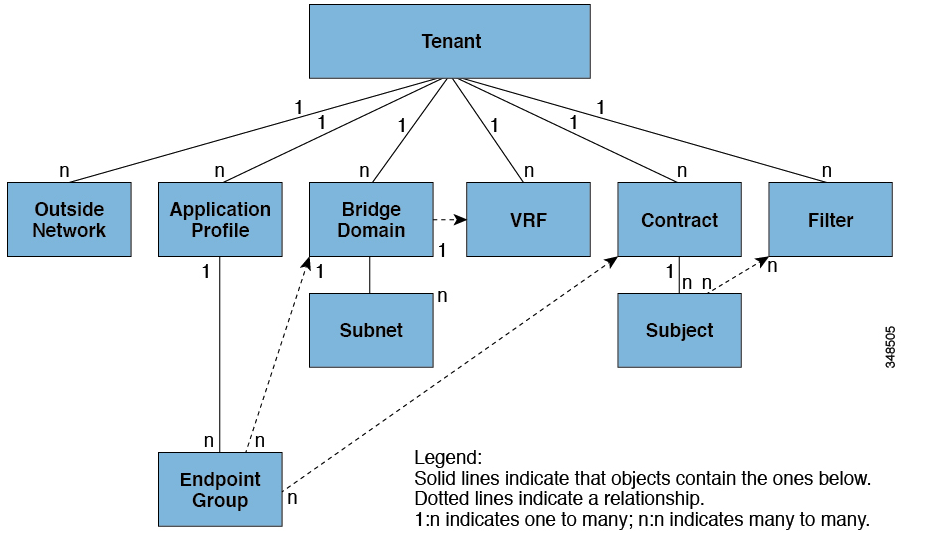 Tenant
1
1
1
1
1
1
n
n
n
n
n
n
Outside
Network
Application
Profile
Bridge
Domain
VRF
Contract
Filter
1
1
1
1
n
n
n
n
Subnet
Subject
348505
n
n
Endpoint
Group
n
Legend:
Solid lines indicate that objects contain the ones below.
Dotted lines indicate a relationship.
1:n indicates one to many; n:n indicates many to many.